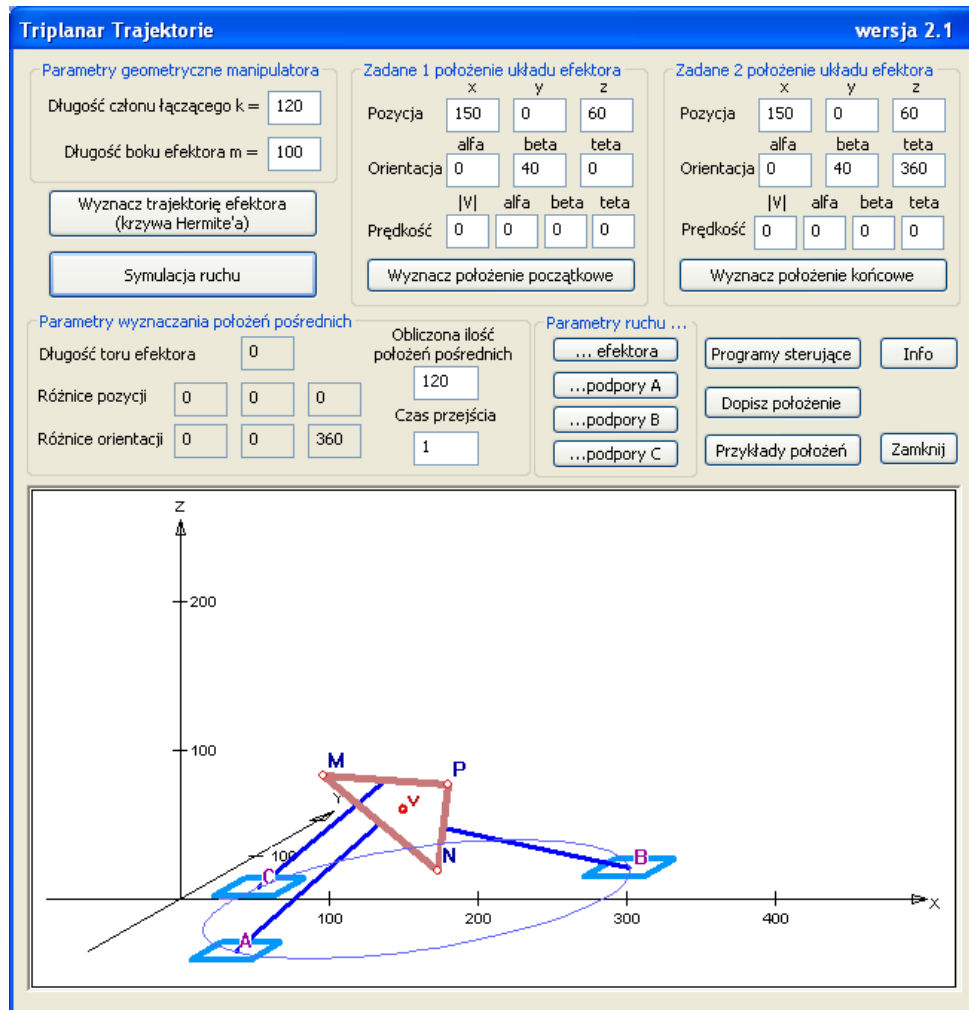 Triplanar Trajektorie wersja 2.1
Parametry geometryczne manipulatora
Długość członu łączącego k = 120
Długość boku efektora m = 100
Wyznacz trajektorię efektora
(krzywa Hermite'a)
Symulacja ruchu
Zadane 1 położenie układu efektora
x y z
Pozycja 150 0 60
alfa beta teta
Orientacja 0 40 0
|V| alfa beta teta
Prędkość 0 0 0 0
Wyznacz położenie początkowe
Zadane 2 położenie układu efektora
x y z
Pozycja 150 0 60
alfa beta teta
Orientacja 0 40 360
|V| alfa beta teta
Prędkość 0 0 0 0
Wyznacz położenie końcowe
Parametry wyznaczania położeń pośrednich
Długość toru efektora 0
Różnice pozycji 0 0 0
Różnice orientacji 0 0 360
Obliczona ilość
położeń pośrednich
120
Czas przejścia
1
Parametry ruchu ...
... efektora
...podpory A
...podpory B
...podpory C
Programy sterujące
Info
Dopisz położenie
Przykłady położeń
Zamknij
Z
200
100
M
P
Y
V
N
100
B
C
X
100 200 300 400
A